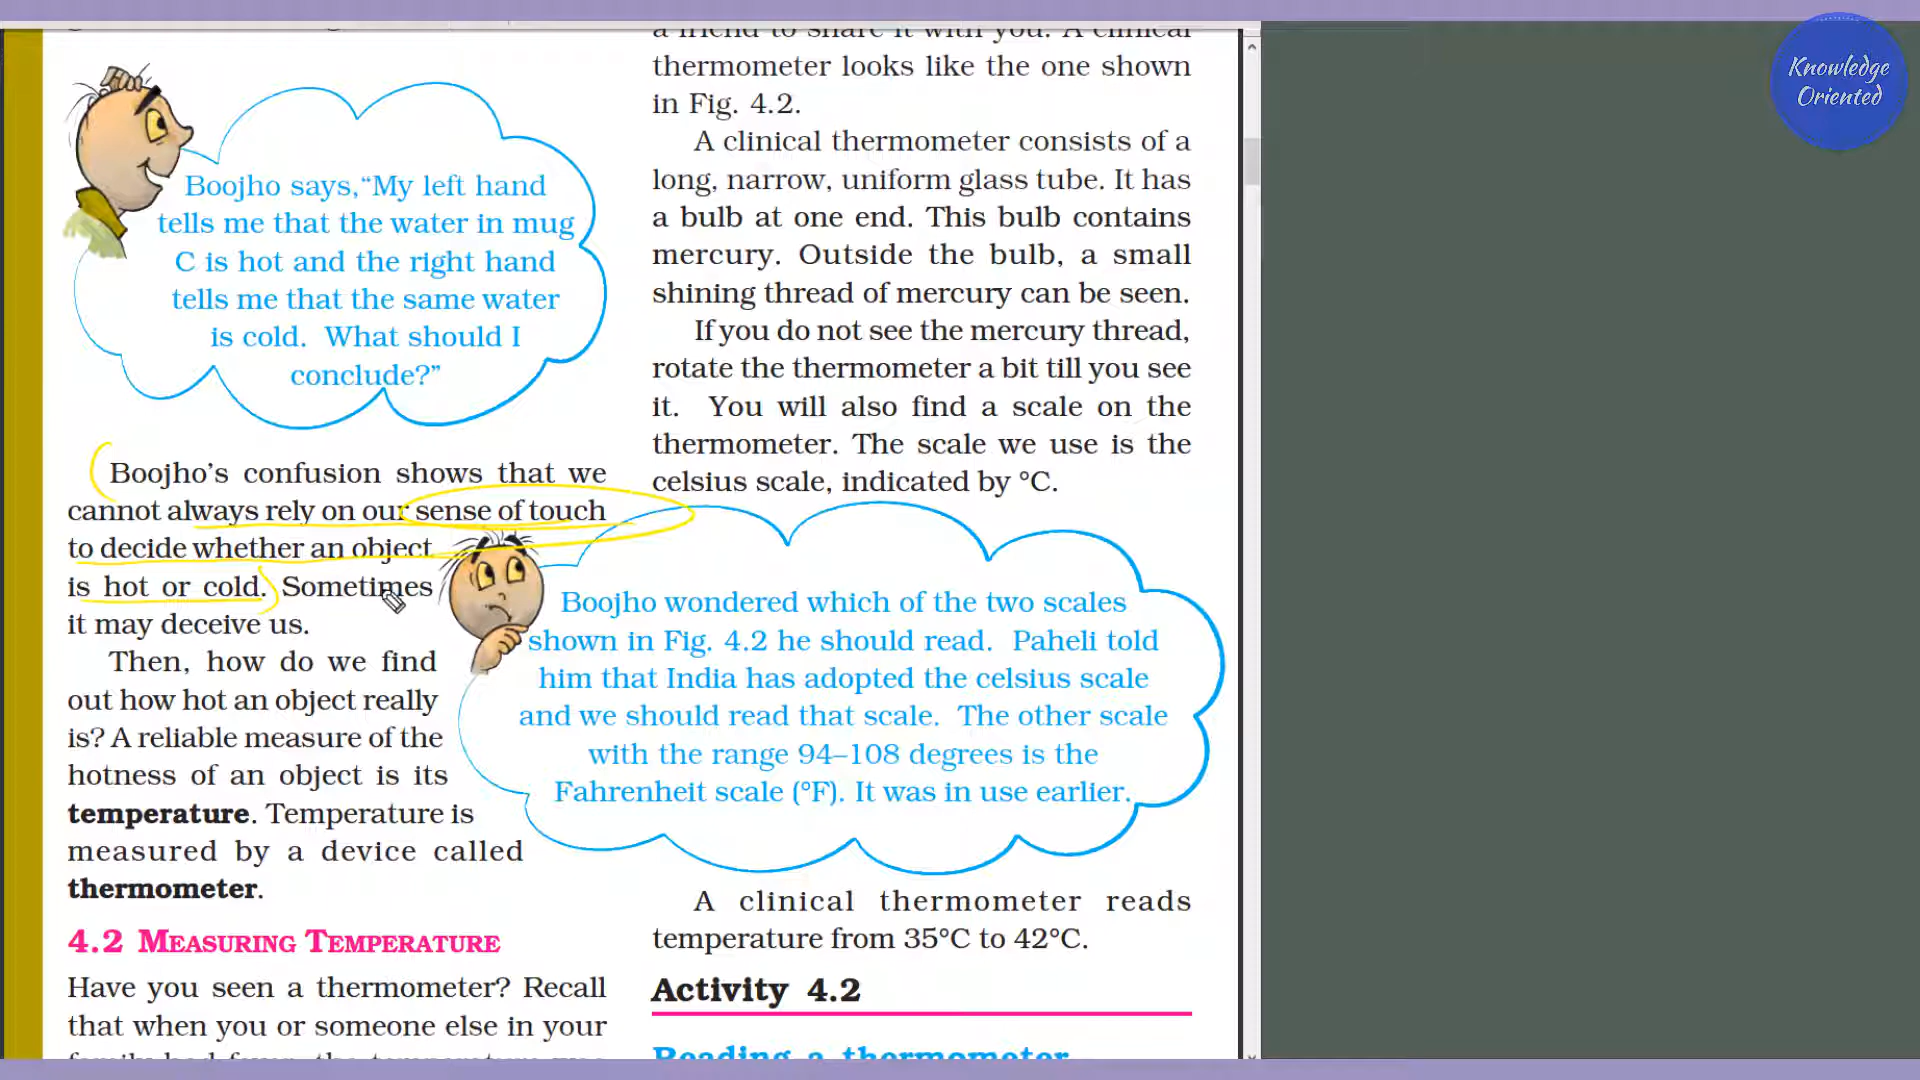 Boojho says,“My left hand
tells me that the water in mug
C is hot and the right hand
tells me that the same water
is cold. What should I
conclude?”
Boojho’s confusion shows that we
cannot always rely on our sense of touch
to decide whether an object
is hot or cold. Sometimes
it may deceive us.
Then, how do we find
out how hot an object really
is? A reliable measure of the
hotness of an object is its
temperature. Temperature is
measured by a device called
thermometer.
4.2 MEASURING TEMPERATURE
Have you seen a thermometer? Recall
that when you or someone else in your
a friend to share it with you. A clinical
thermometer looks like the one shown
in Fig. 4.2.
A clinical thermometer consists of a
long, narrow, uniform glass tube. It has
a bulb at one end. This bulb contains
mercury. Outside the bulb, a small
shining thread of mercury can be seen.
If you do not see the mercury thread,
rotate the thermometer a bit till you see
it. You will also find a scale on the
thermometer. The scale we use is the
celsius scale, indicated by °C.
Boojho wondered which of the two scales
shown in Fig. 4.2 he should read. Paheli told
him that India has adopted the celsius scale
and we should read that scale. The other scale
with the range 94–108 degrees is the
Fahrenheit scale (°F). It was in use earlier.
A clinical thermometer reads
temperature from 35°C to 42°C.
Activity 4.2
Reading a thermometer
Knowledge
Oriented